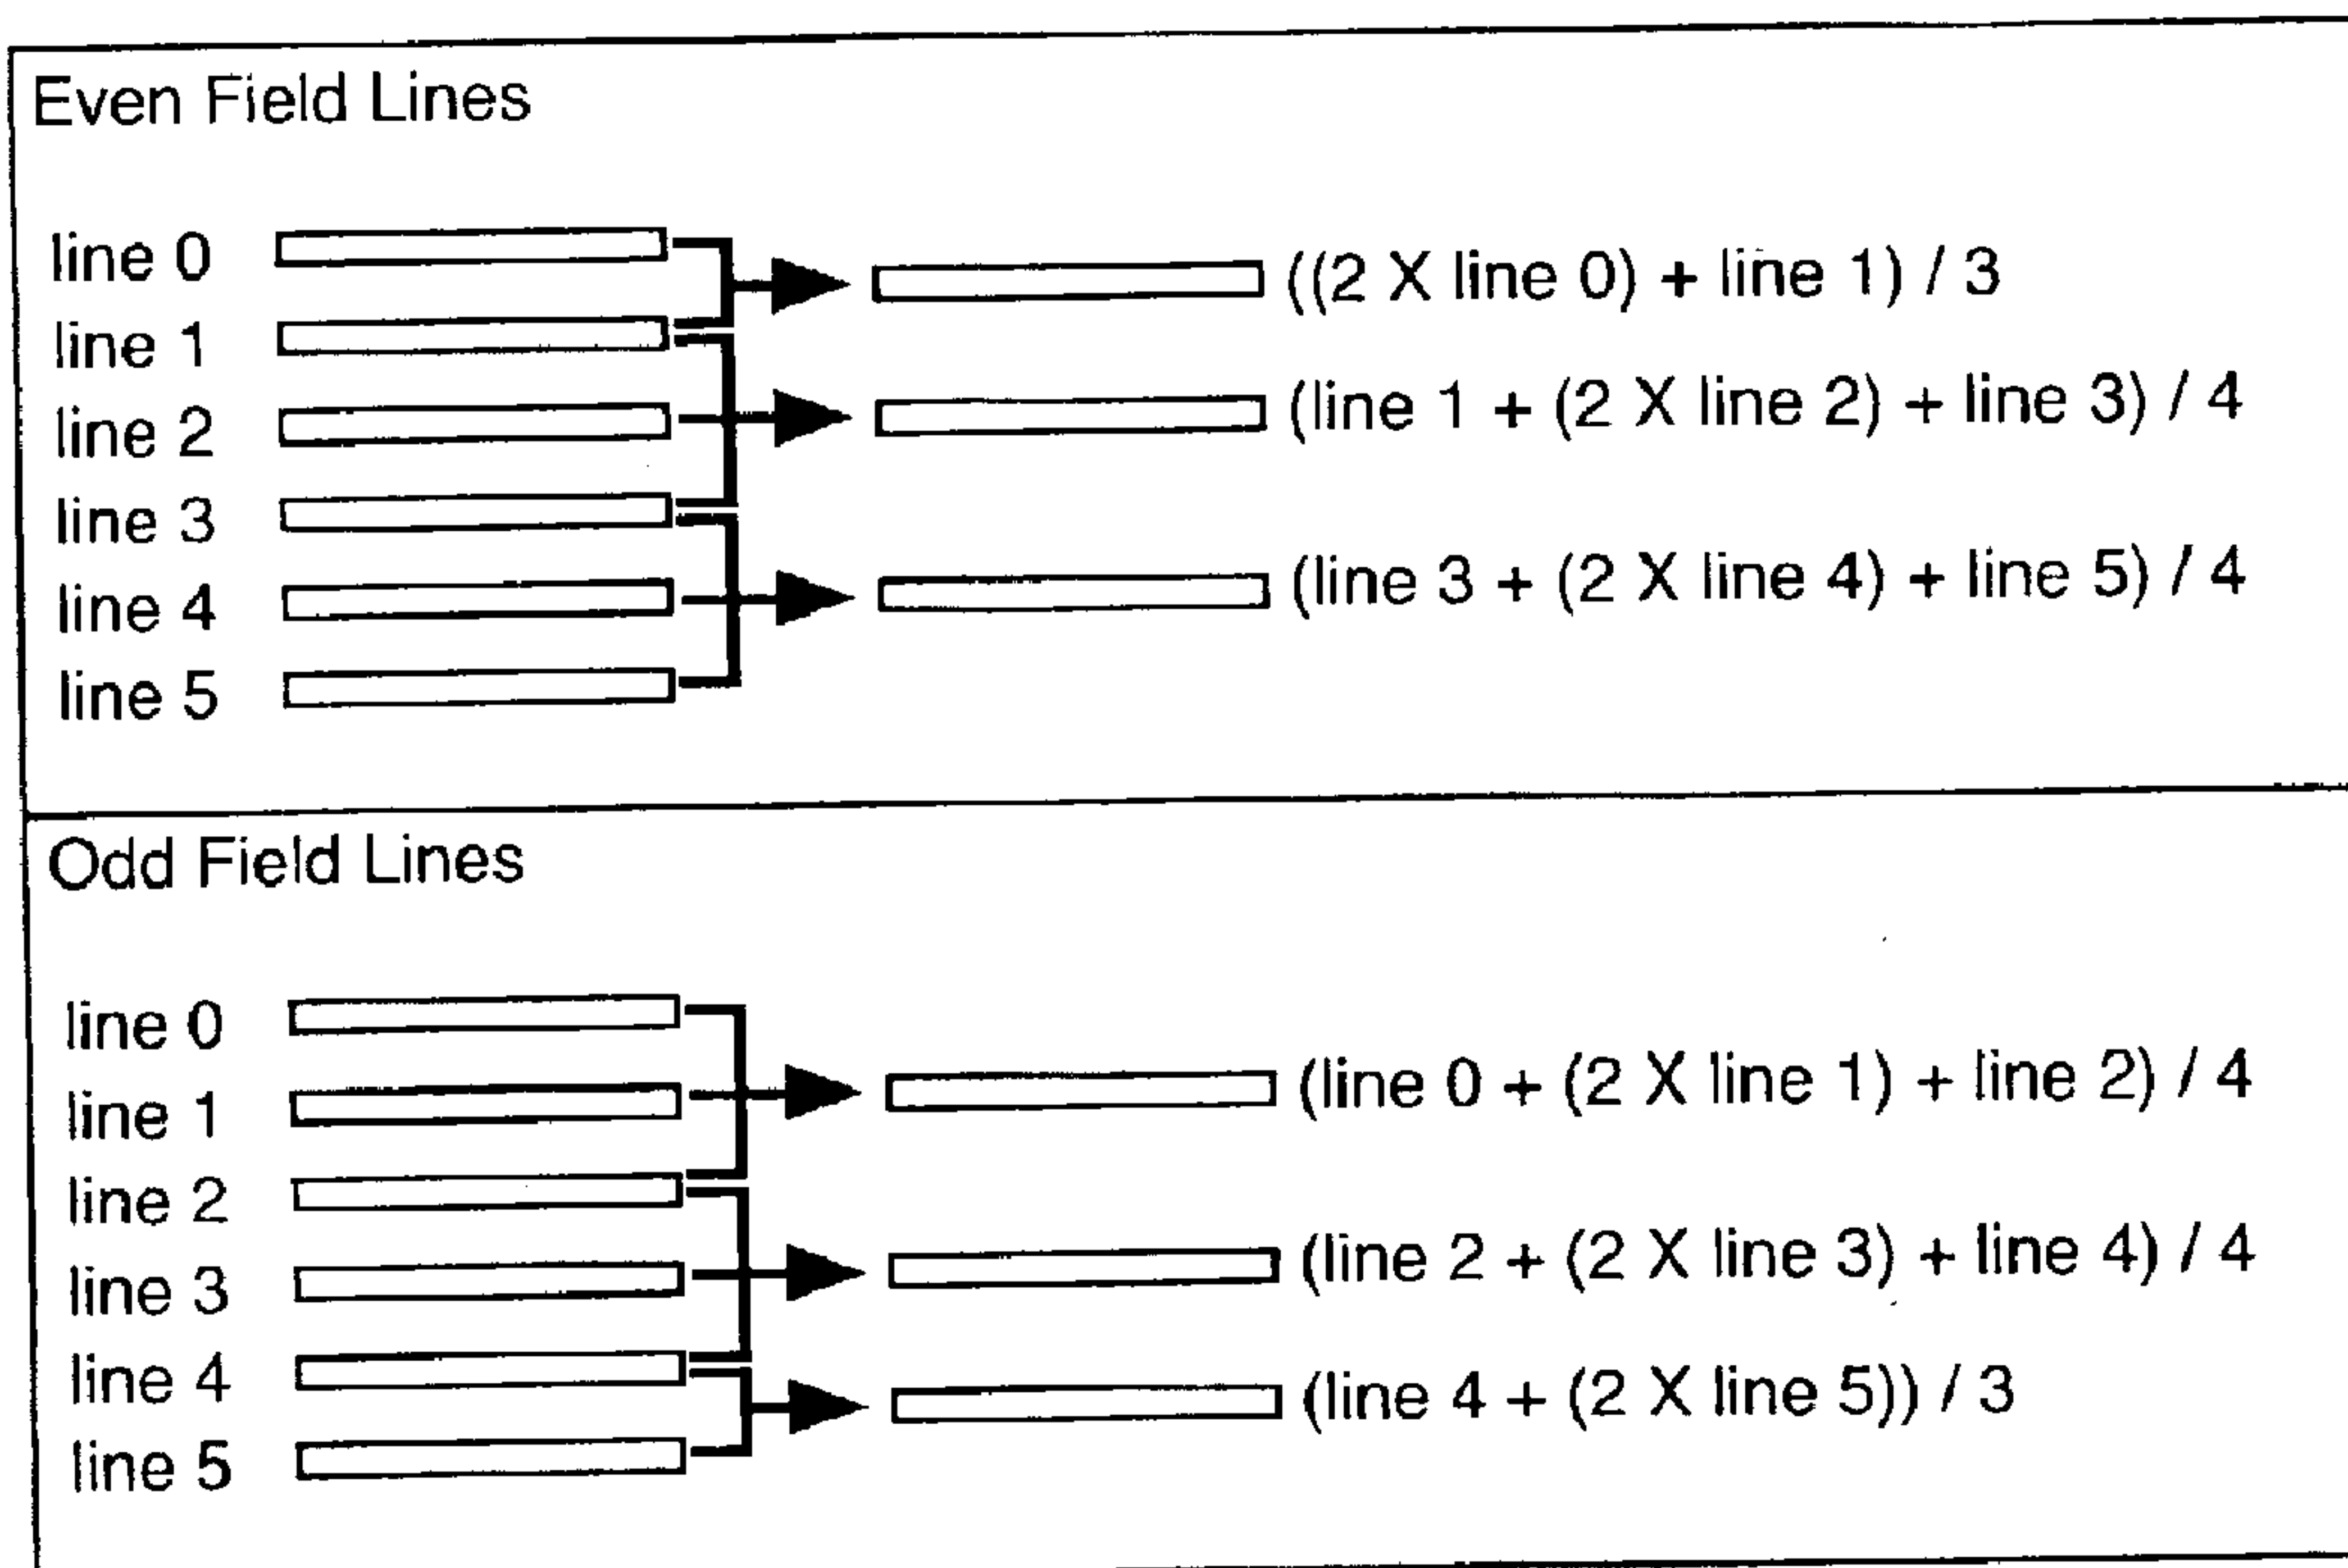 Even Field Lines
line 0
((2 X line 0) + line 1) / 3
line 1
line 2
(line 1 + (2 X line 2) + line 3) / 4
line 3
line 4
(line 3 + (2 X line 4) + line 5) / 4
line 5
Odd Field Lines
line 0
line 1
(line 0 + (2 X line 1) + line 2) / 4
line 2
line 3
(line 2 + (2 X line 3) + line 4) / 4
line 4
(line 4 + (2 X line 5)) / 3
line 5